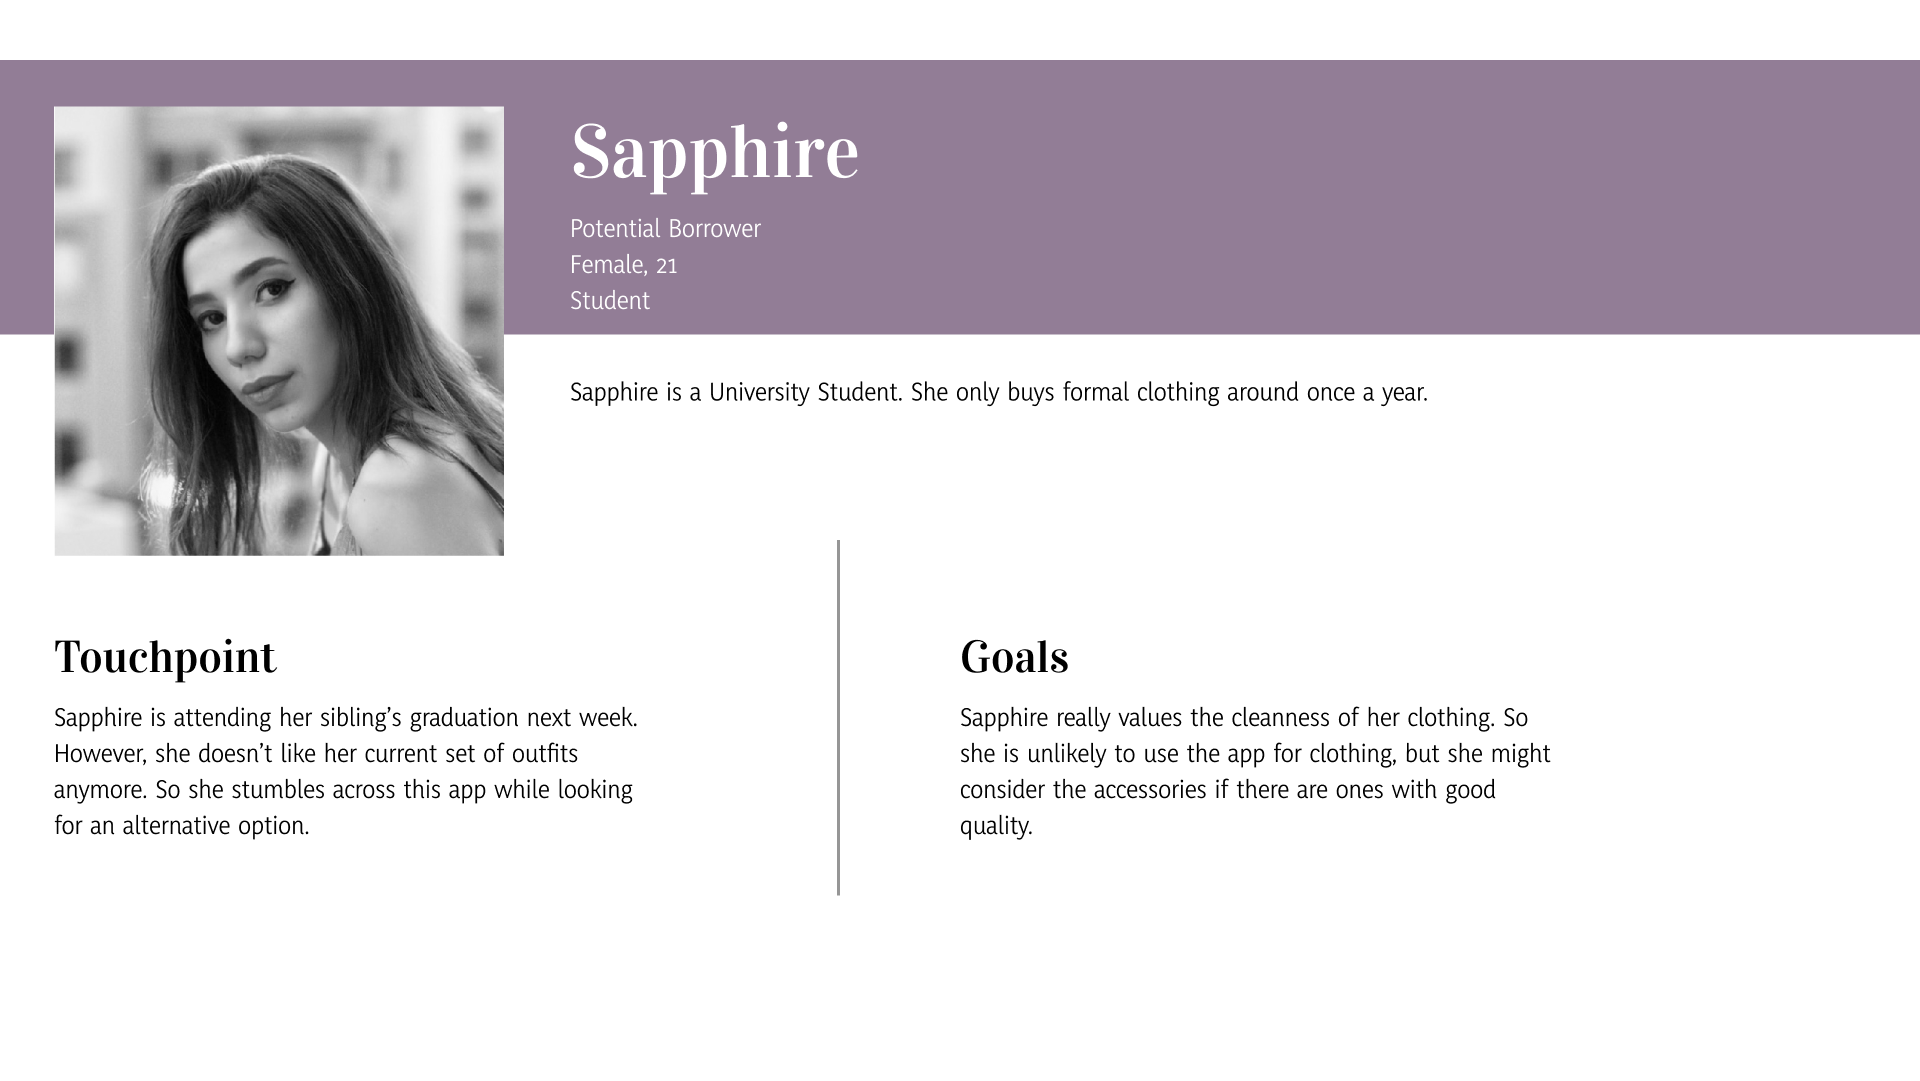 Sapphire
Potential Borrower
Female, 21
Student
Sapphire is a University Student. She only buys formal clothing around once a year.
Touchpoint
Sapphire is attending her sibling’s graduation next week.
However, she doesn’t like her current set of outfits
anymore. So she stumbles across this app while looking
for an alternative option.
Goals
Sapphire really values the cleanness of her clothing. So
she is unlikely to use the app for clothing, but she might
consider the accessories if there are ones with good
quality.